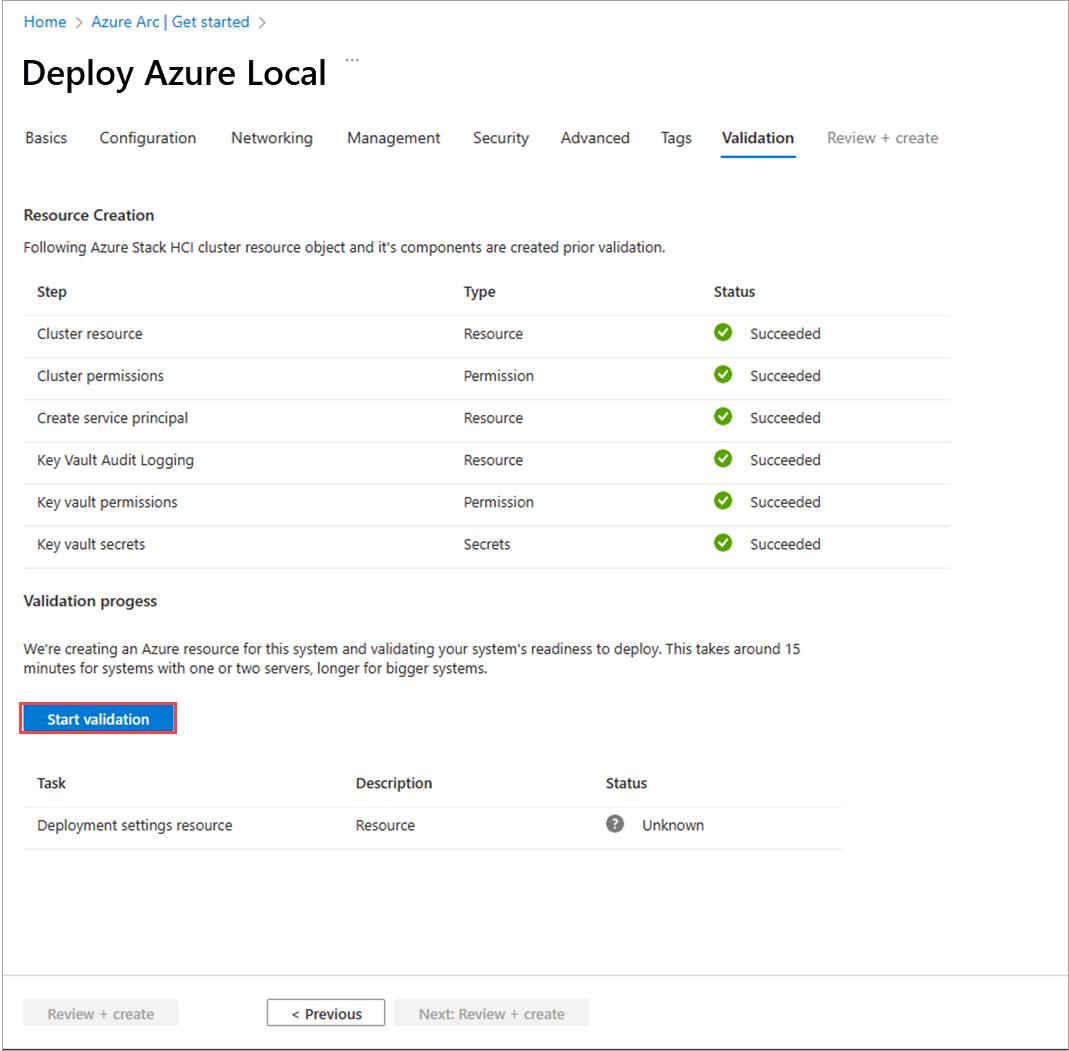 Home > Azure Arc | Get started >
Deploy Azure Local ...
Basics Configuration Networking Management Security Advanced Tags Validation Review + create
Resource Creation
Following Azure Stack HCI cluster resource object and it's components are created prior validation.
Step Type Status
Cluster resource Resource Succeeded
Cluster permissions Permission Succeeded
Create service principal Resource Succeeded
Key Vault Audit Logging Resource Succeeded
Key vault permissions Permission Succeeded
Key vault secrets Secrets Succeeded
Validation progess
We're creating an Azure resource for this system and validating your system's readiness to deploy. This takes around 15
minutes for systems with one or two servers, longer for bigger systems.
Start validation
Task Description Status
Deployment settings resource Resource ? Unknown
Review + create < Previous Next: Review + create